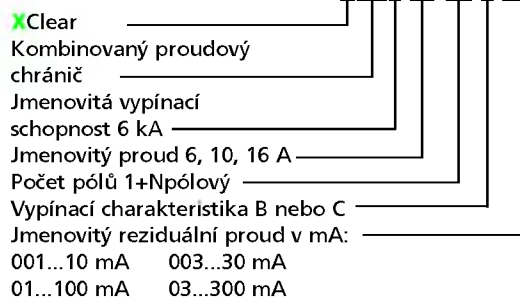 XClear
Kombinovaný proudový
chránič
Jmenovitá vypínací
schopnost 6 kA
Jmenovitý proud 6, 10, 16 A
Počet pólů 1+Npólový
Vypínací charakteristika B nebo C
Jmenovitý reziduální proud v mA:
001...10 mA 003...30 mA
01...100 mA 03...300 mA